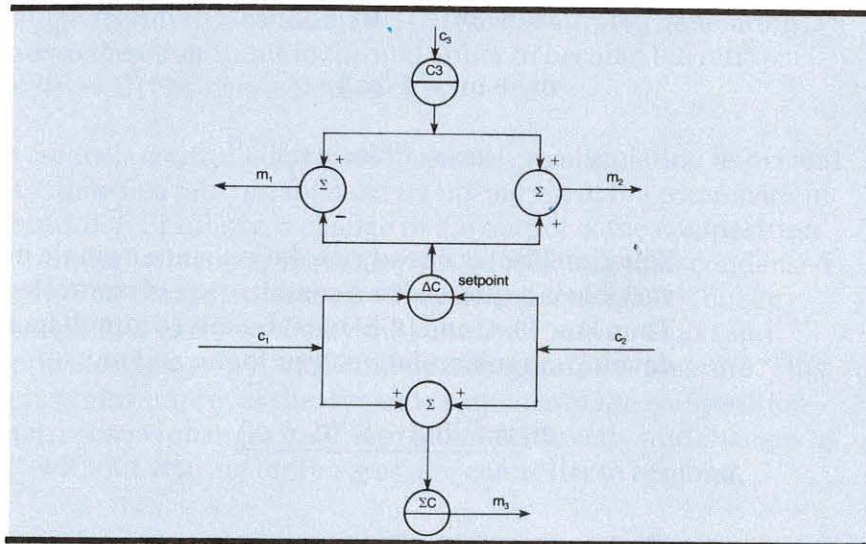 c₃
C3
+ +
m₁ Σ Σ m₂
− +
ΔC setpoint
c₁ c₂
+ Σ +
ΣC m₃